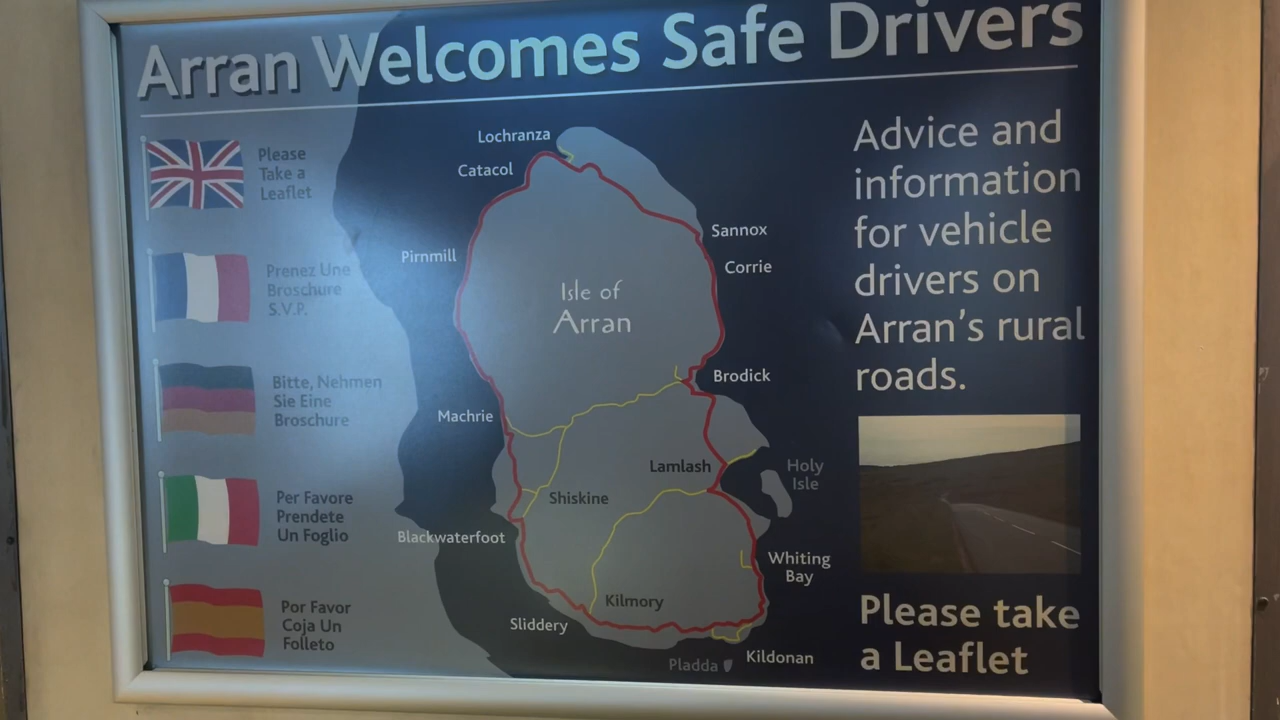 Arran Welcomes Safe Drivers
Please
Take a
Leaflet
Prenez Une
Broschure
S.V.P.
Bitte, Nehmen
Sie Eine
Broschure
Per Favore
Prendete
Un Foglio
Por Favor
Coja Un
Folleto
Lochranza
Catacol
Pirnmill
Sannox
Corrie
Isle of
Arran
Brodick
Machrie
Lamlash
Holy
Isle
Shiskine
Blackwaterfoot
Whiting
Bay
Kilmory
Sliddery
Kildonan
Pladda
Advice and
information
for vehicle
drivers on
Arran's rural
roads.
Please take
a Leaflet